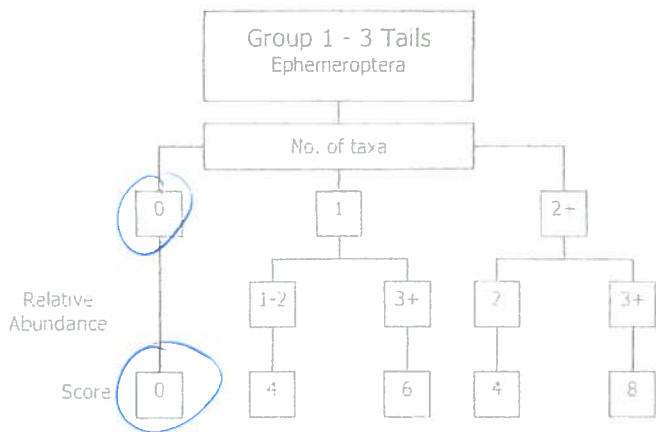 Group 1 - 3 Tails
Ephemeroptera
No. of taxa
0 1 2+
Relative
Abundance
1-2 3+ 2 3+
Score 0 4 6 4 8